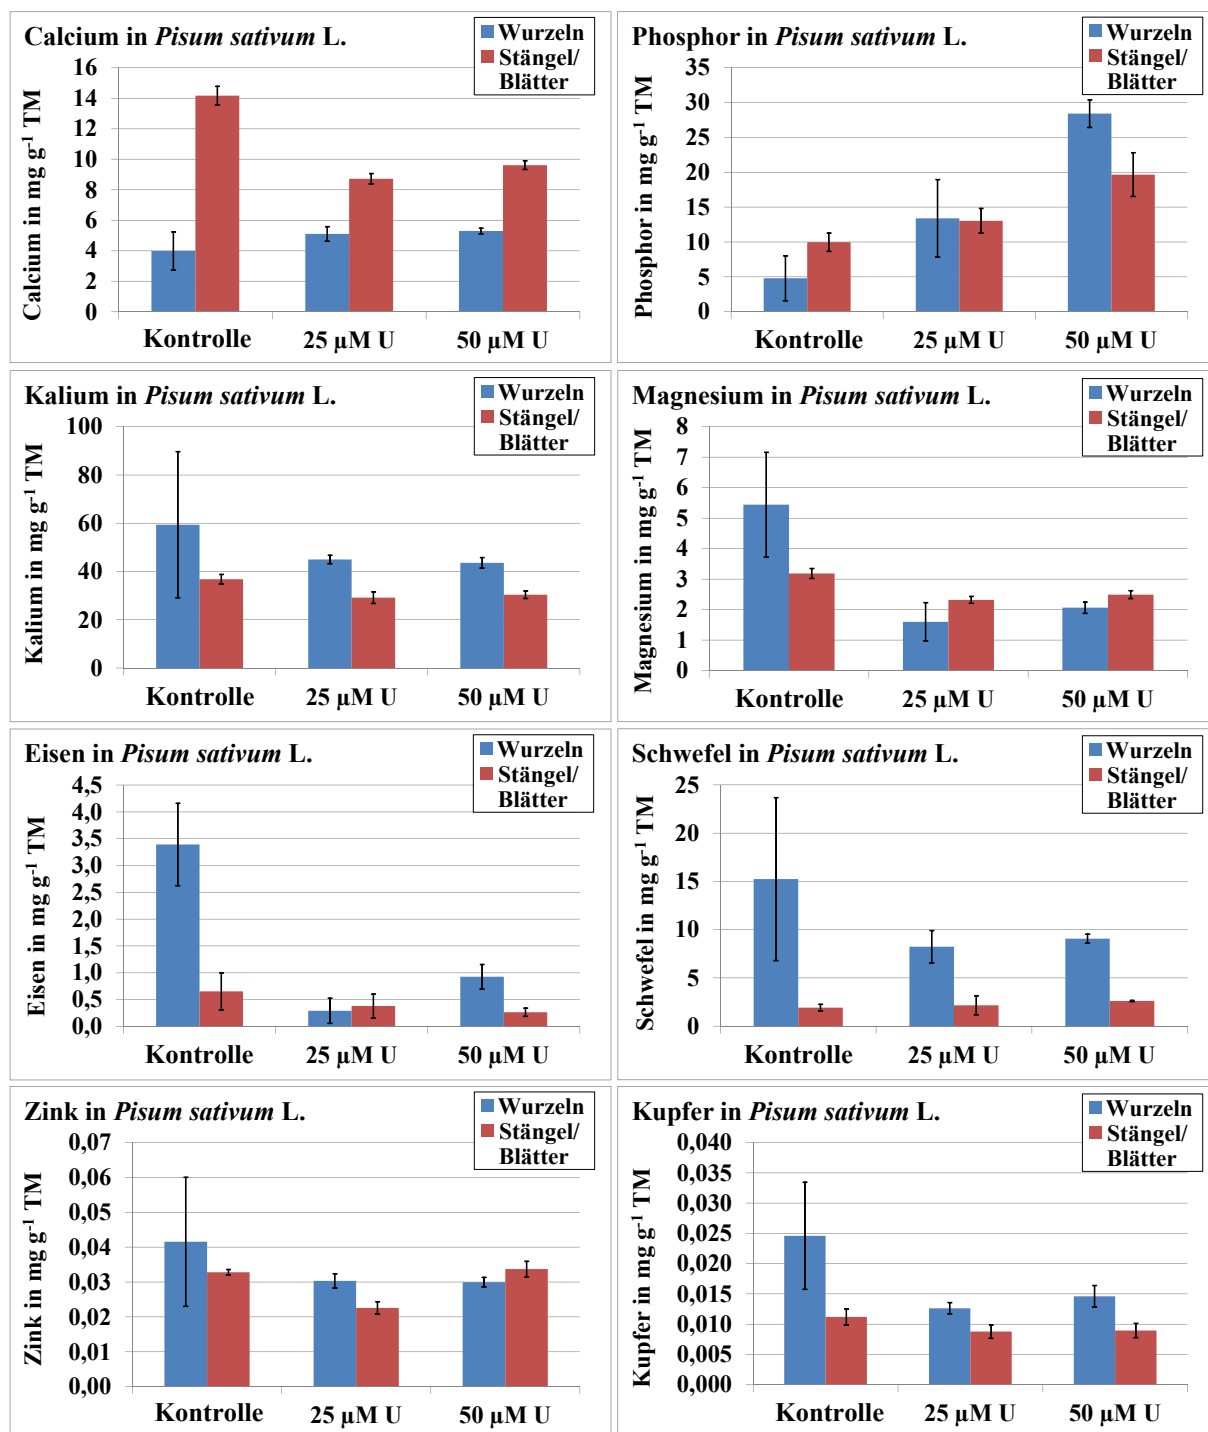 Calcium in Pisum sativum L.
Wurzeln
Stängel/
Blätter
Calcium in mg g⁻¹ TM
16
14
12
10
8
6
4
2
0
Kontrolle
25 µM U
50 µM U
Phosphor in Pisum sativum L.
Wurzeln
Stängel/
Blätter
Phosphor in mg g⁻¹ TM
35
30
25
20
15
10
5
0
Kontrolle
25 µM U
50 µM U
Kalium in Pisum sativum L.
Wurzeln
Stängel/
Blätter
Kalium in mg g⁻¹ TM
100
80
60
40
20
0
Kontrolle
25 µM U
50 µM U
Magnesium in Pisum sativum L.
Wurzeln
Stängel/
Blätter
Magnesium in mg g⁻¹ TM
8
7
6
5
4
3
2
1
0
Kontrolle
25 µM U
50 µM U
Eisen in Pisum sativum L.
Wurzeln
Stängel/
Blätter
Eisen in mg g⁻¹ TM
4,5
4,0
3,5
3,0
2,5
2,0
1,5
1,0
0,5
0,0
Kontrolle
25 µM U
50 µM U
Schwefel in Pisum sativum L.
Wurzeln
Stängel/
Blätter
Schwefel in mg g⁻¹ TM
25
20
15
10
5
0
Kontrolle
25 µM U
50 µM U
Zink in Pisum sativum L.
Wurzeln
Stängel/
Blätter
Zink in mg g⁻¹ TM
0,07
0,06
0,05
0,04
0,03
0,02
0,01
0,00
Kontrolle
25 µM U
50 µM U
Kupfer in Pisum sativum L.
Wurzeln
Stängel/
Blätter
Kupfer in mg g⁻¹ TM
0,040
0,035
0,030
0,025
0,020
0,015
0,010
0,005
0,000
Kontrolle
25 µM U
50 µM U